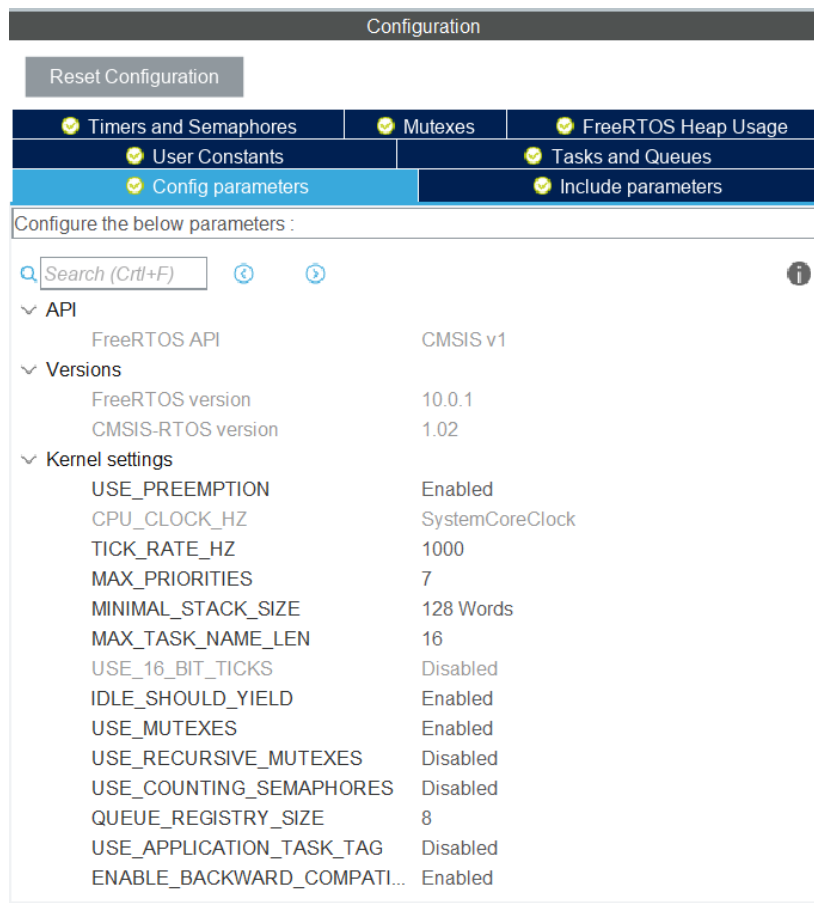 Configuration
Reset Configuration
Timers and Semaphores Mutexes FreeRTOS Heap Usage
User Constants Tasks and Queues
Config parameters Include parameters
Configure the below parameters :
Search (Crtl+F)
API
FreeRTOS API CMSIS v1
Versions
FreeRTOS version 10.0.1
CMSIS-RTOS version 1.02
Kernel settings
USE_PREEMPTION Enabled
CPU_CLOCK_HZ SystemCoreClock
TICK_RATE_HZ 1000
MAX_PRIORITIES 7
MINIMAL_STACK_SIZE 128 Words
MAX_TASK_NAME_LEN 16
USE_16_BIT_TICKS Disabled
IDLE_SHOULD_YIELD Enabled
USE_MUTEXES Enabled
USE_RECURSIVE_MUTEXES Disabled
USE_COUNTING_SEMAPHORES Disabled
QUEUE_REGISTRY_SIZE 8
USE_APPLICATION_TASK_TAG Disabled
ENABLE_BACKWARD_COMPATI... Enabled